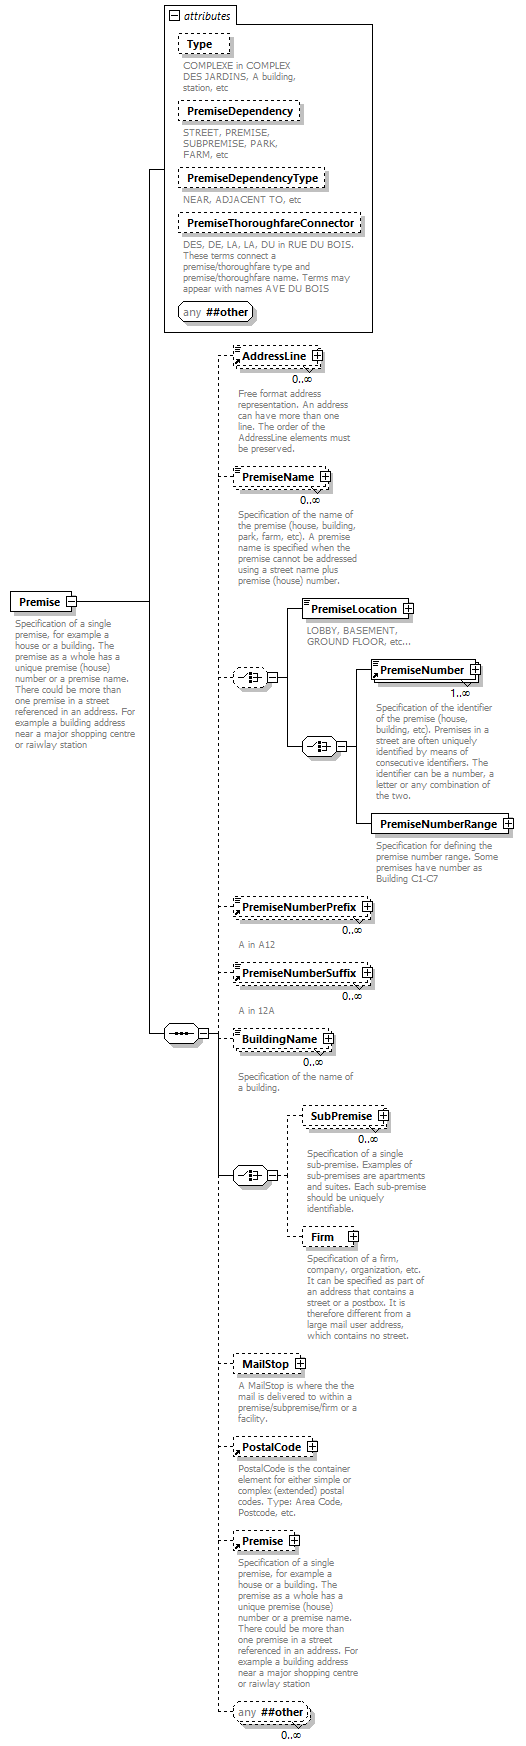 attributes
Type
COMPLEXE in COMPLEX
DES JARDINS, A building,
station, etc
PremiseDependency
STREET, PREMISE,
SUBPREMISE, PARK,
FARM, etc
PremiseDependencyType
NEAR, ADJACENT TO, etc
PremiseThoroughfareConnector
DES, DE, LA, LA, DU in RUE DU BOIS.
These terms connect a
premise/thoroughfare type and
premise/thoroughfare name. Terms may
appear with names AVE DU BOIS
any ##other
AddressLine
0..∞
Free format address
representation. An address
can have more than one
line. The order of the
AddressLine elements must
be preserved.
PremiseName
0..∞
Specification of the name of
the premise (house, building,
park, farm, etc). A premise
name is specified when the
premise cannot be addressed
using a street name plus
premise (house) number.
Premise
Specification of a single
premise, for example a
house or a building. The
premise as a whole has a
unique premise (house)
number or a premise name.
There could be more than
one premise in a street
referenced in an address. For
example a building address
near a major shopping centre
or raiwlay station
PremiseLocation
LOBBY, BASEMENT,
GROUND FLOOR, etc...
PremiseNumber
1..∞
Specification of the identifier
of the premise (house,
building, etc). Premises in a
street are often uniquely
identified by means of
consecutive identifiers. The
identifier can be a number, a
letter or any combination of
the two.
PremiseNumberRange
Specification for defining the
premise number range. Some
premises have number as
Building C1-C7
PremiseNumberPrefix
0..∞
A in A12
PremiseNumberSuffix
0..∞
A in 12A
BuildingName
0..∞
Specification of the name of
a building.
SubPremise
0..∞
Specification of a single
sub-premise. Examples of
sub-premises are apartments
and suites. Each sub-premise
should be uniquely
identifiable.
Firm
Specification of a firm,
company, organization, etc.
It can be specified as part of
an address that contains a
street or a postbox. It is
therefore different from a
large mail user address,
which contains no street.
MailStop
A MailStop is where the the
mail is delivered to within a
premise/subpremise/firm or a
facility.
PostalCode
PostalCode is the container
element for either simple or
complex (extended) postal
codes. Type: Area Code,
Postcode, etc.
Premise
Specification of a single
premise, for example a
house or a building. The
premise as a whole has a
unique premise (house)
number or a premise name.
There could be more than
one premise in a street
referenced in an address. For
example a building address
near a major shopping centre
or raiwlay station
any ##other
0..∞